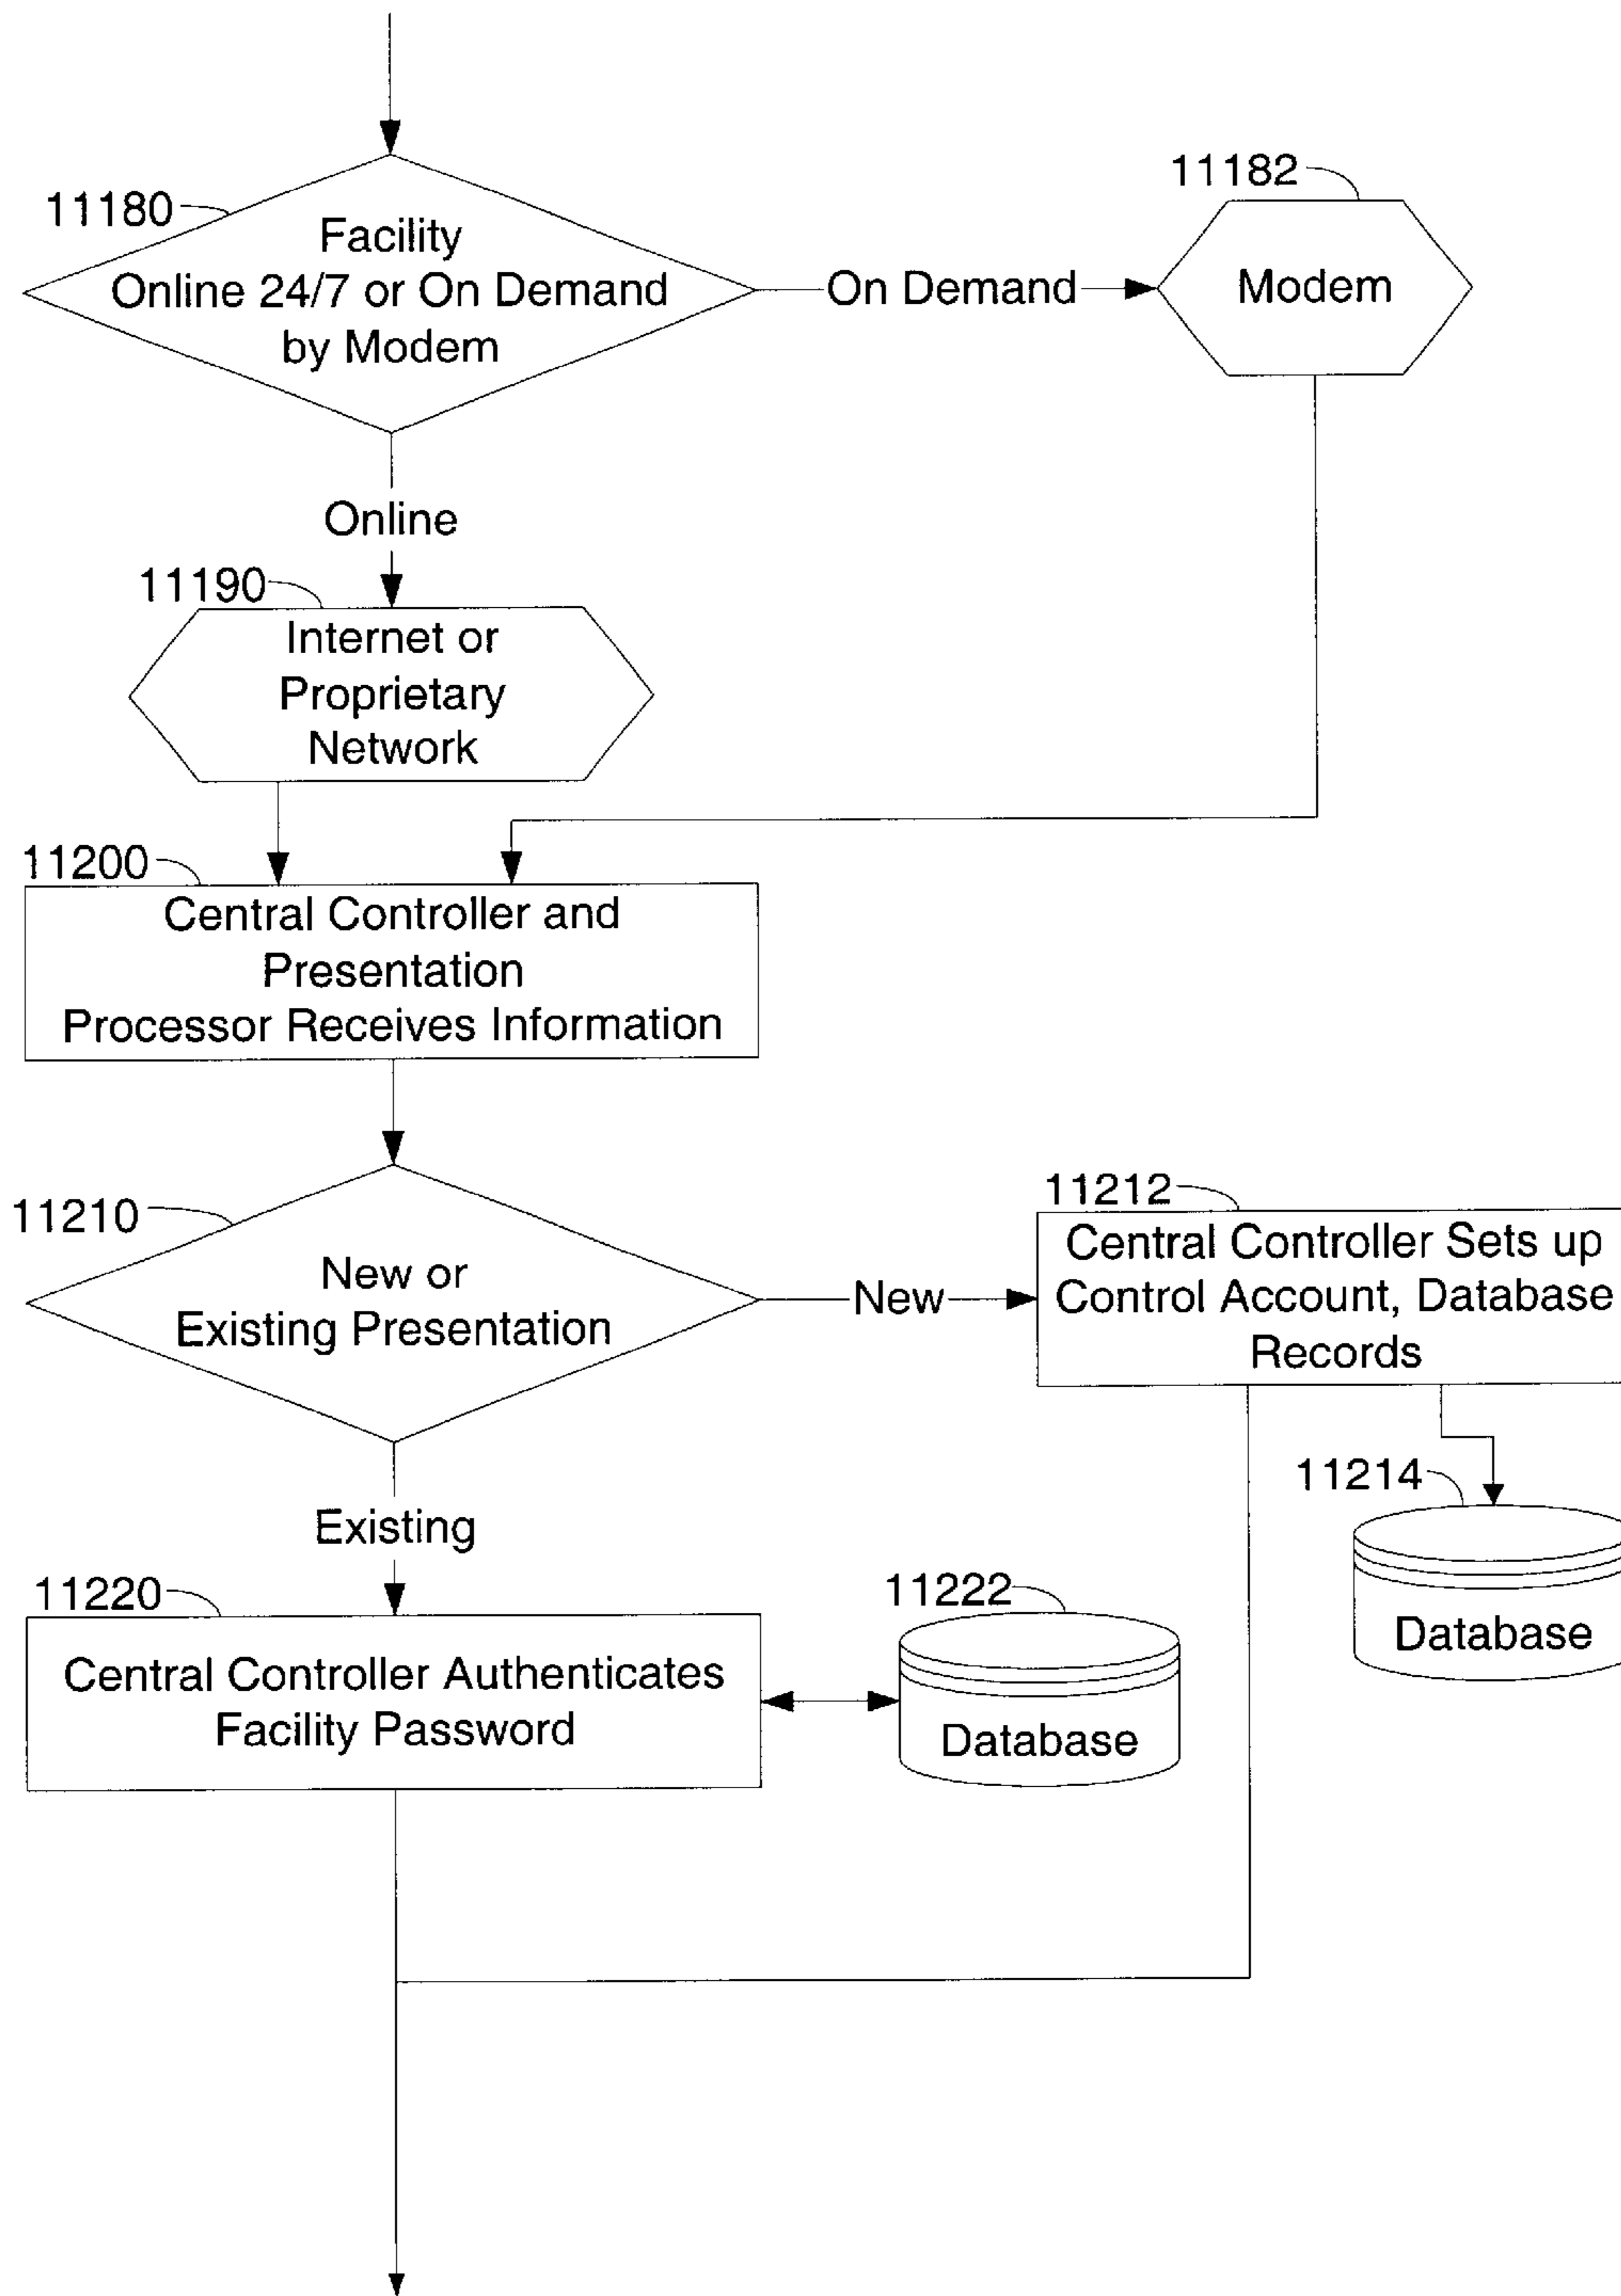 11180
Facility
Online 24/7 or On Demand
by Modem
On Demand
11182
Modem
Online
11190
Internet or
Proprietary
Network
11200
Central Controller and
Presentation
Processor Receives Information
11210
New or
Existing Presentation
New
11212
Central Controller Sets up
Control Account, Database
Records
11214
Database
Existing
11220
Central Controller Authenticates
Facility Password
11222
Database